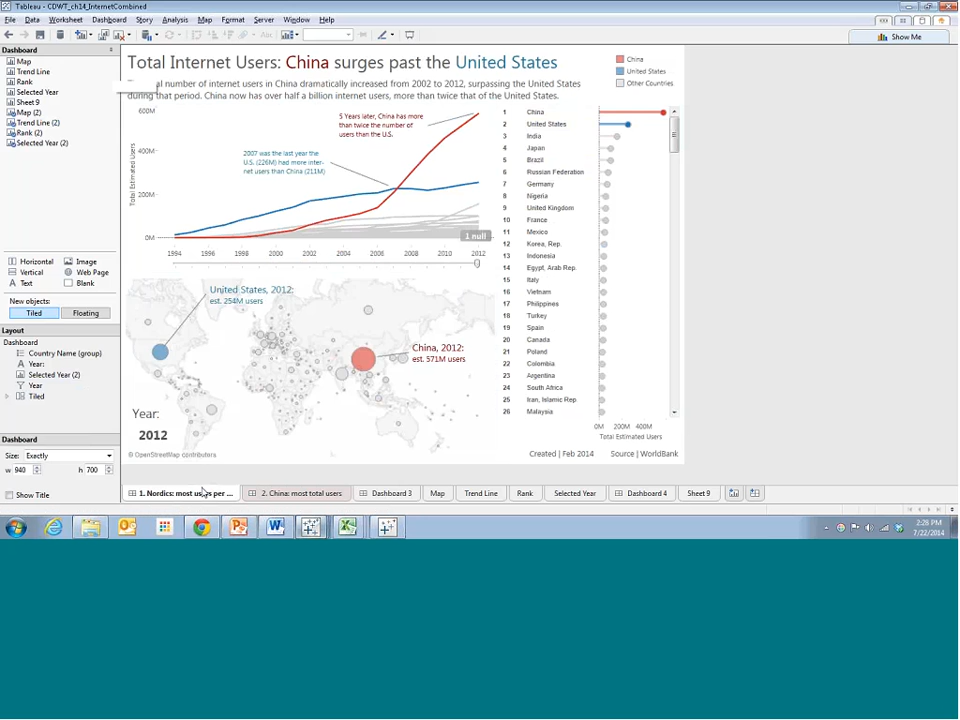 Tableau - CDWT_ch14_InternetCombined
File Data Worksheet Dashboard Story Analysis Map Format Server Window Help
Show Me
Dashboard
Map
Trend Line
Rank
Selected Year
Sheet 9
Map (2)
Trend Line (2)
Rank (2)
Selected Year (2)
Horizontal Image
Vertical Web Page
Text Blank
New objects:
Tiled Floating
Layout
Dashboard
Country Name (group)
Year:
Selected Year (2)
Year
Tiled
Dashboard
Size: Exactly
w 940 h 700
Show Title
Total Internet Users: China surges past the United States
al number of internet users in China dramatically increased from 2002 to 2012, surpassing the United States
during that period. China now has over half a billion internet users, more than twice that of the United States.
China
United States
Other Countries
Total Estimated Users
600M
400M
200M
0M
5 Years later, China has more
than twice the number of
users than the U.S.
2007 was the last year the
U.S. (226M) had more inter-
net users than China (211M)
1 null
1994 1996 1998 2000 2002 2004 2006 2008 2010 2012
United States, 2012:
est. 254M users
China, 2012:
est. 571M users
Year:
2012
© OpenStreetMap contributors
1 China
2 United States
3 India
4 Japan
5 Brazil
6 Russian Federation
7 Germany
8 Nigeria
9 United Kingdom
10 France
11 Mexico
12 Korea, Rep.
13 Indonesia
14 Egypt, Arab Rep.
15 Italy
16 Vietnam
17 Philippines
18 Turkey
19 Spain
20 Canada
21 Poland
22 Colombia
23 Argentina
24 South Africa
25 Iran, Islamic Rep
26 Malaysia
0M 200M 400M
Total Estimated Users
Created | Feb 2014 Source | WorldBank
1. Nordics: most users per ... 2. China: most total users Dashboard 3 Map Trend Line Rank Selected Year Dashboard 4 Sheet 9
2:28 PM
7/22/2014